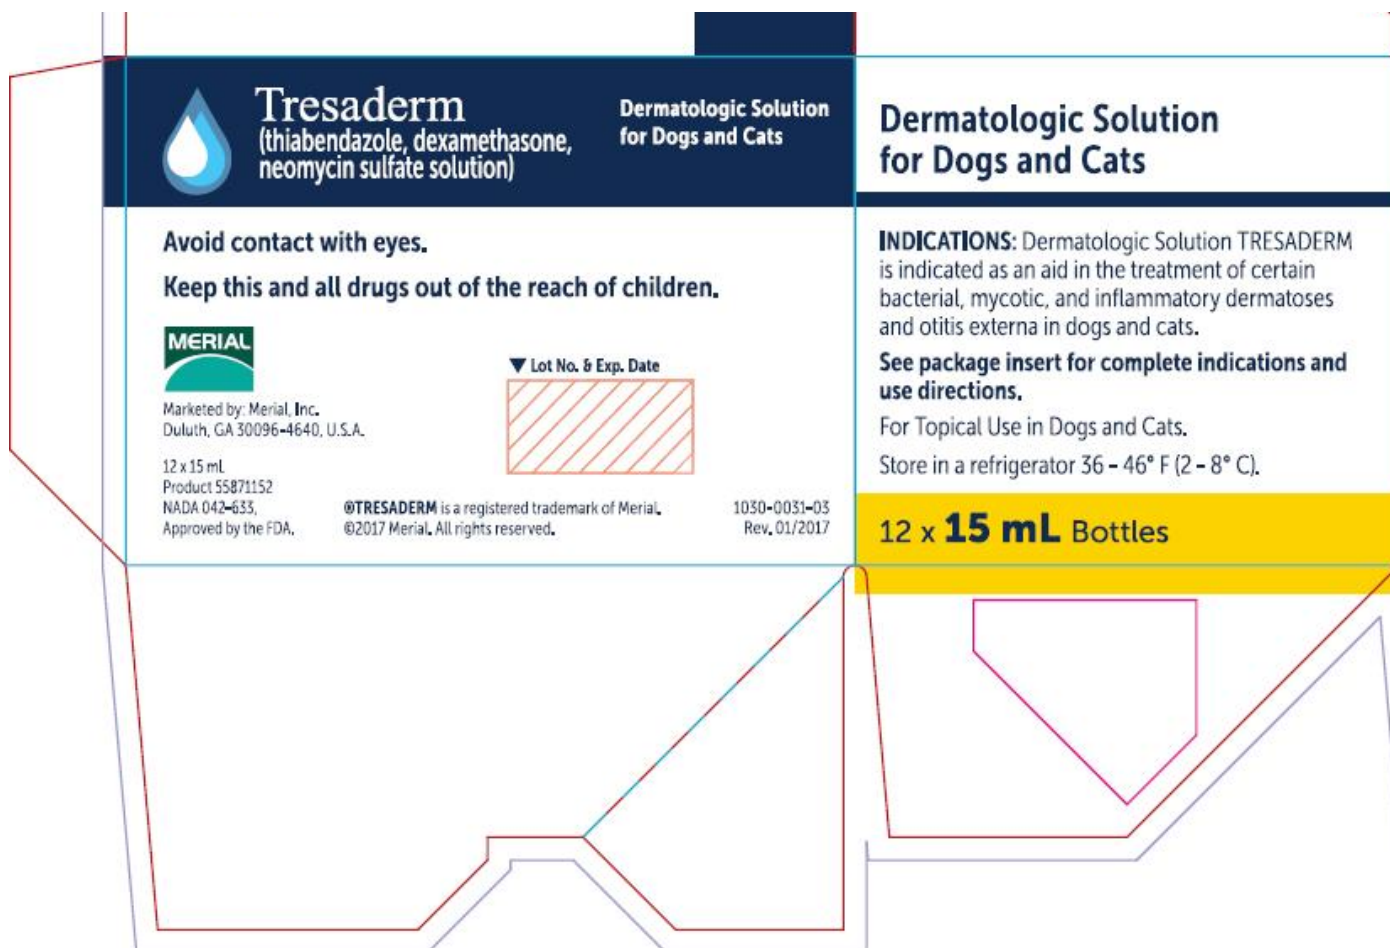 Tresaderm
(thiabendazole, dexamethasone,
neomycin sulfate solution)
Dermatologic Solution
for Dogs and Cats
Avoid contact with eyes.
Keep this and all drugs out of the reach of children.
MERIAL
Marketed by: Merial, Inc.
Duluth, GA 30096-4640, U.S.A.
▼ Lot No. & Exp. Date
12 x 15 mL
Product 55871152
NADA 042-633,
Approved by the FDA.
®TRESADERM is a registered trademark of Merial.
©2017 Merial. All rights reserved.
1030-0031-03
Rev. 01/2017
Dermatologic Solution
for Dogs and Cats
INDICATIONS: Dermatologic Solution TRESADERM
is indicated as an aid in the treatment of certain
bacterial, mycotic, and inflammatory dermatoses
and otitis externa in dogs and cats.
See package insert for complete indications and
use directions.
For Topical Use in Dogs and Cats.
Store in a refrigerator 36 - 46° F (2 - 8° C).
12 x 15 mL Bottles